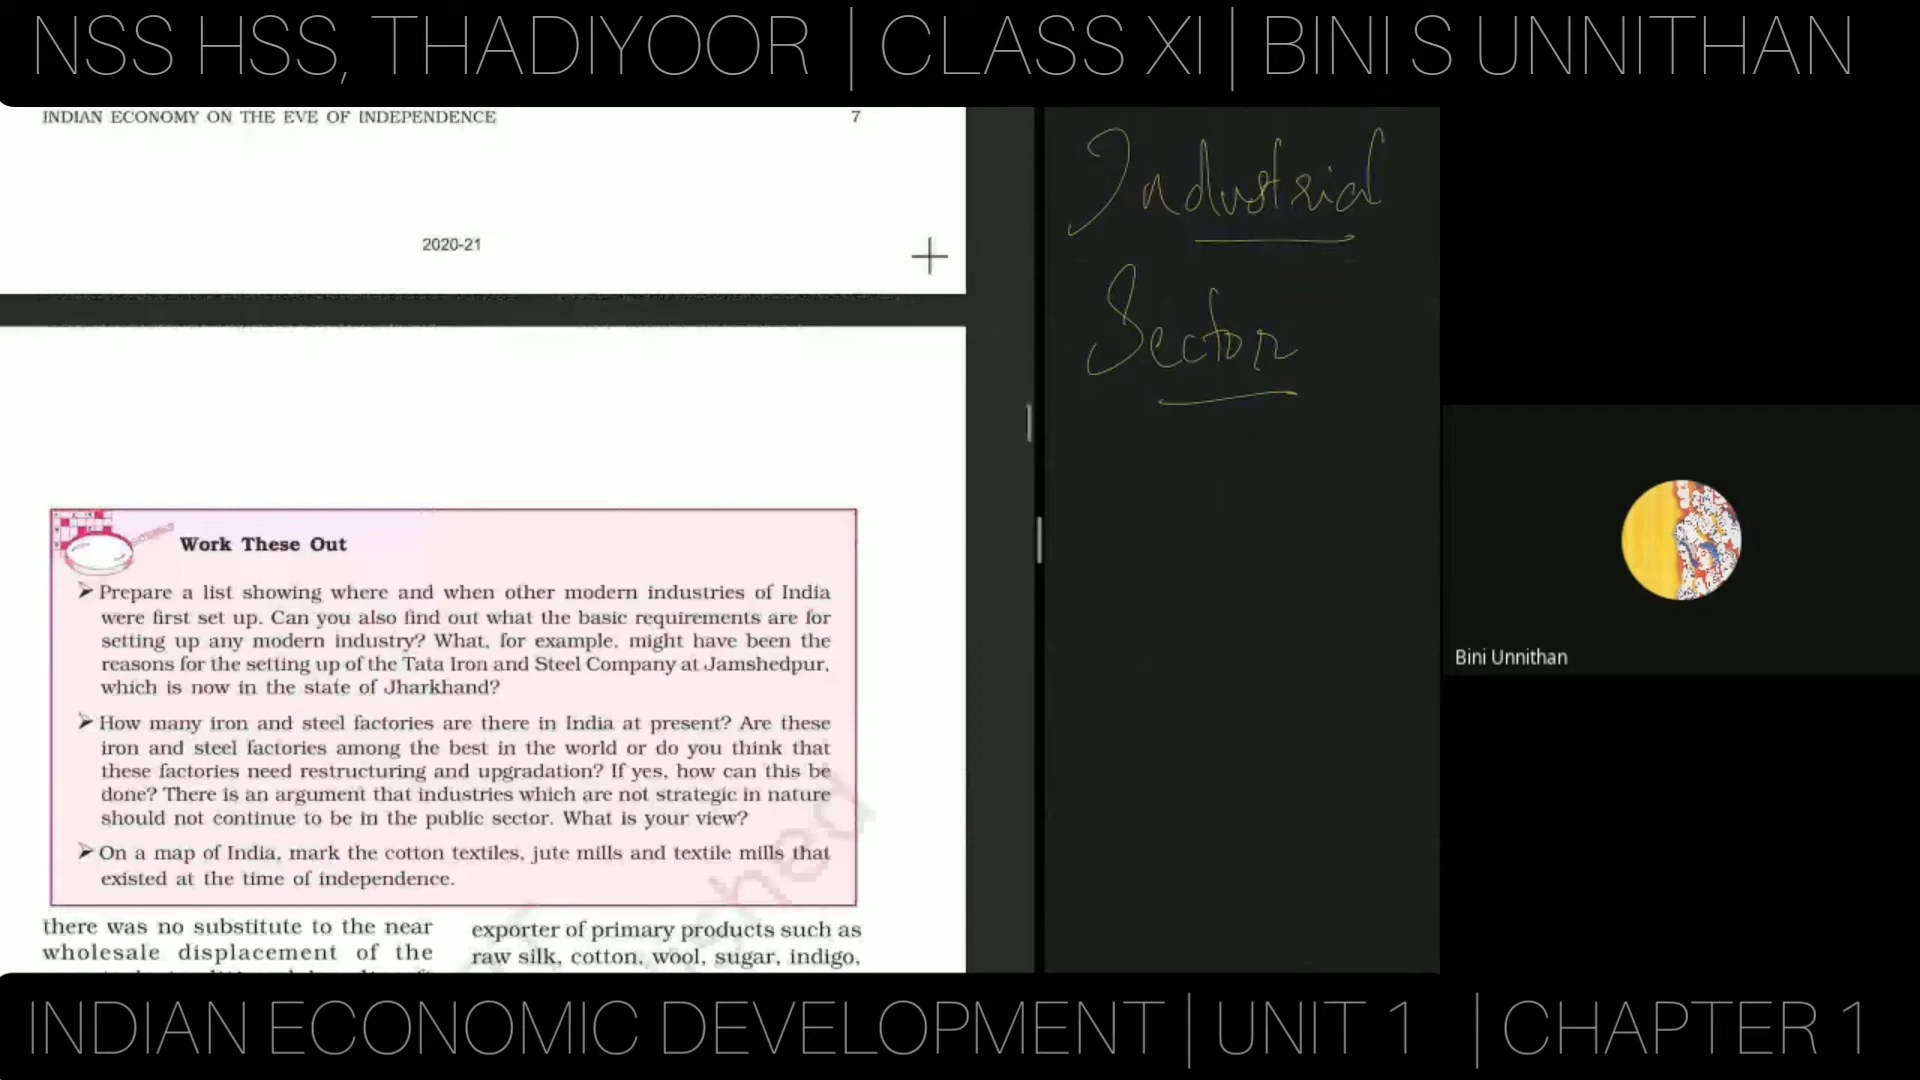 NSS HSS, THADIYOOR | CLASS XI | BINI S UNNITHAN
INDIAN ECONOMY ON THE EVE OF INDEPENDENCE 7
2020-21
Work These Out
➢ Prepare a list showing where and when other modern industries of India
were first set up. Can you also find out what the basic requirements are for
setting up any modern industry? What, for example, might have been the
reasons for the setting up of the Tata Iron and Steel Company at Jamshedpur,
which is now in the state of Jharkhand?
➢ How many iron and steel factories are there in India at present? Are these
iron and steel factories among the best in the world or do you think that
these factories need restructuring and upgradation? If yes, how can this be
done? There is an argument that industries which are not strategic in nature
should not continue to be in the public sector. What is your view?
➢ On a map of India, mark the cotton textiles, jute mills and textile mills that
existed at the time of independence.
there was no substitute to the near
wholesale displacement of the
exporter of primary products such as
raw silk, cotton, wool, sugar, indigo,
Industrial
Sector
Bini Unnithan
INDIAN ECONOMIC DEVELOPMENT | UNIT 1 | CHAPTER 1